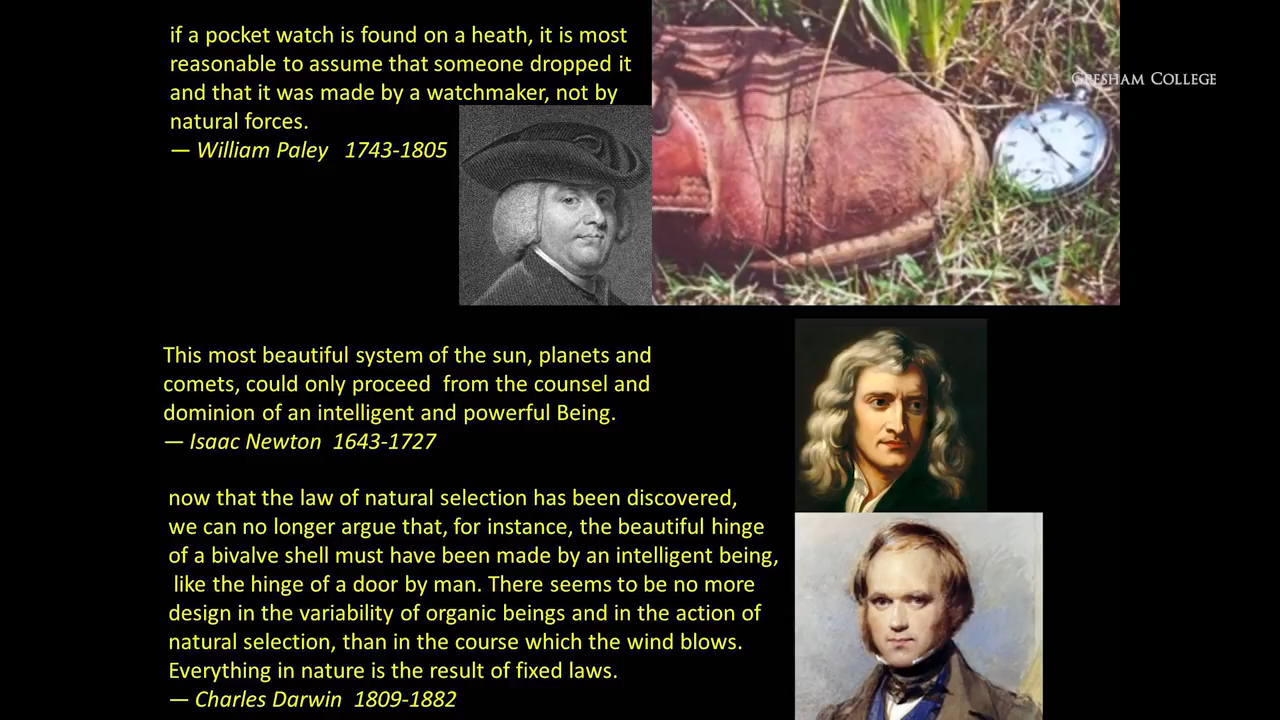 if a pocket watch is found on a heath, it is most
reasonable to assume that someone dropped it
and that it was made by a watchmaker, not by
natural forces.
— William Paley 1743-1805
GRESHAM COLLEGE
This most beautiful system of the sun, planets and
comets, could only proceed from the counsel and
dominion of an intelligent and powerful Being.
— Isaac Newton 1643-1727
now that the law of natural selection has been discovered,
we can no longer argue that, for instance, the beautiful hinge
of a bivalve shell must have been made by an intelligent being,
like the hinge of a door by man. There seems to be no more
design in the variability of organic beings and in the action of
natural selection, than in the course which the wind blows.
Everything in nature is the result of fixed laws.
— Charles Darwin 1809-1882